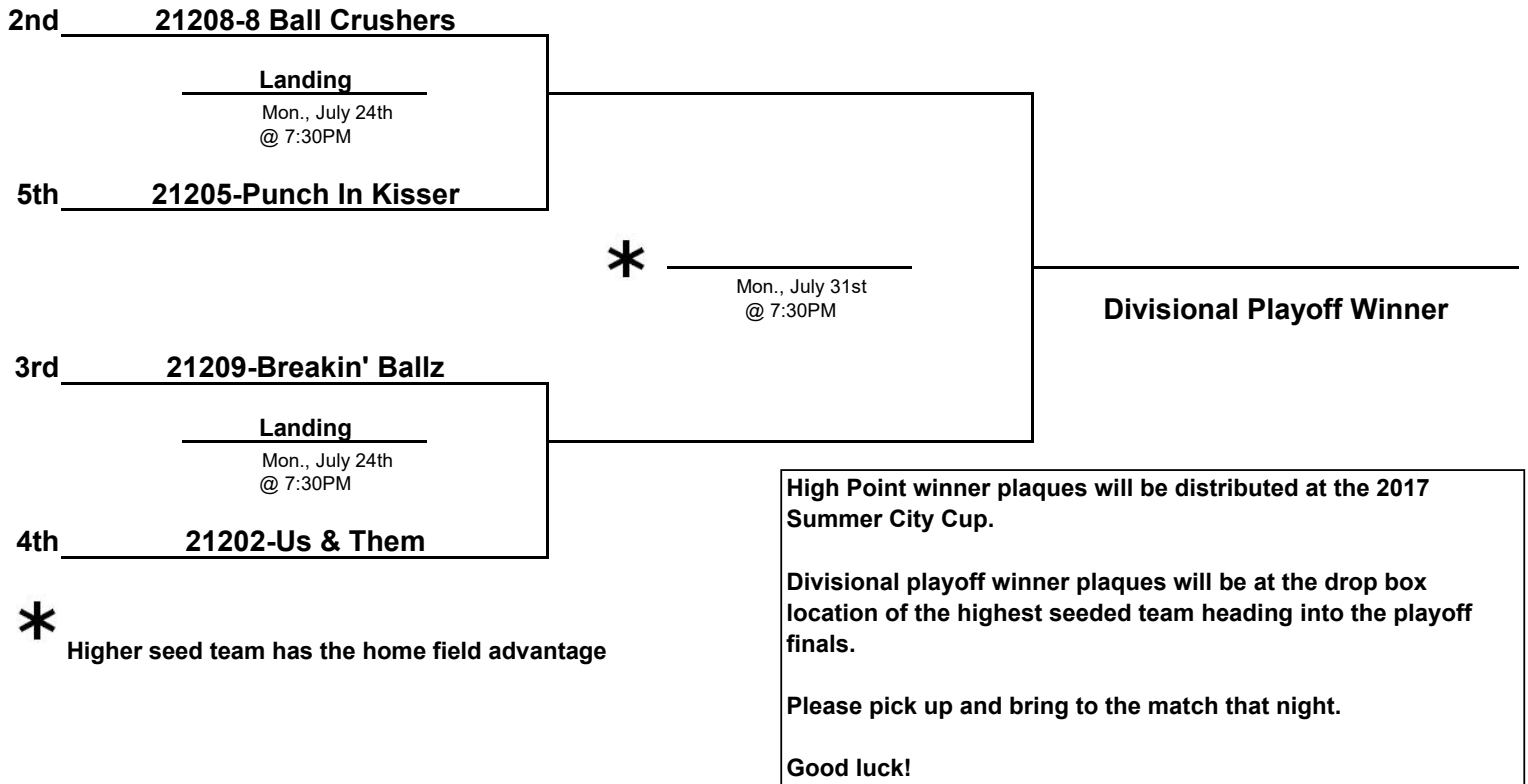 2nd 21208-8 Ball Crushers
Landing
Mon., July 24th
@ 7:30PM
5th 21205-Punch In Kisser
*
Mon., July 31st
@ 7:30PM
Divisional Playoff Winner
3rd 21209-Breakin' Ballz
Landing
Mon., July 24th
@ 7:30PM
4th 21202-Us & Them
*
Higher seed team has the home field advantage
High Point winner plaques will be distributed at the 2017
Summer City Cup.
Divisional playoff winner plaques will be at the drop box
location of the highest seeded team heading into the playoff
finals.
Please pick up and bring to the match that night.
Good luck!